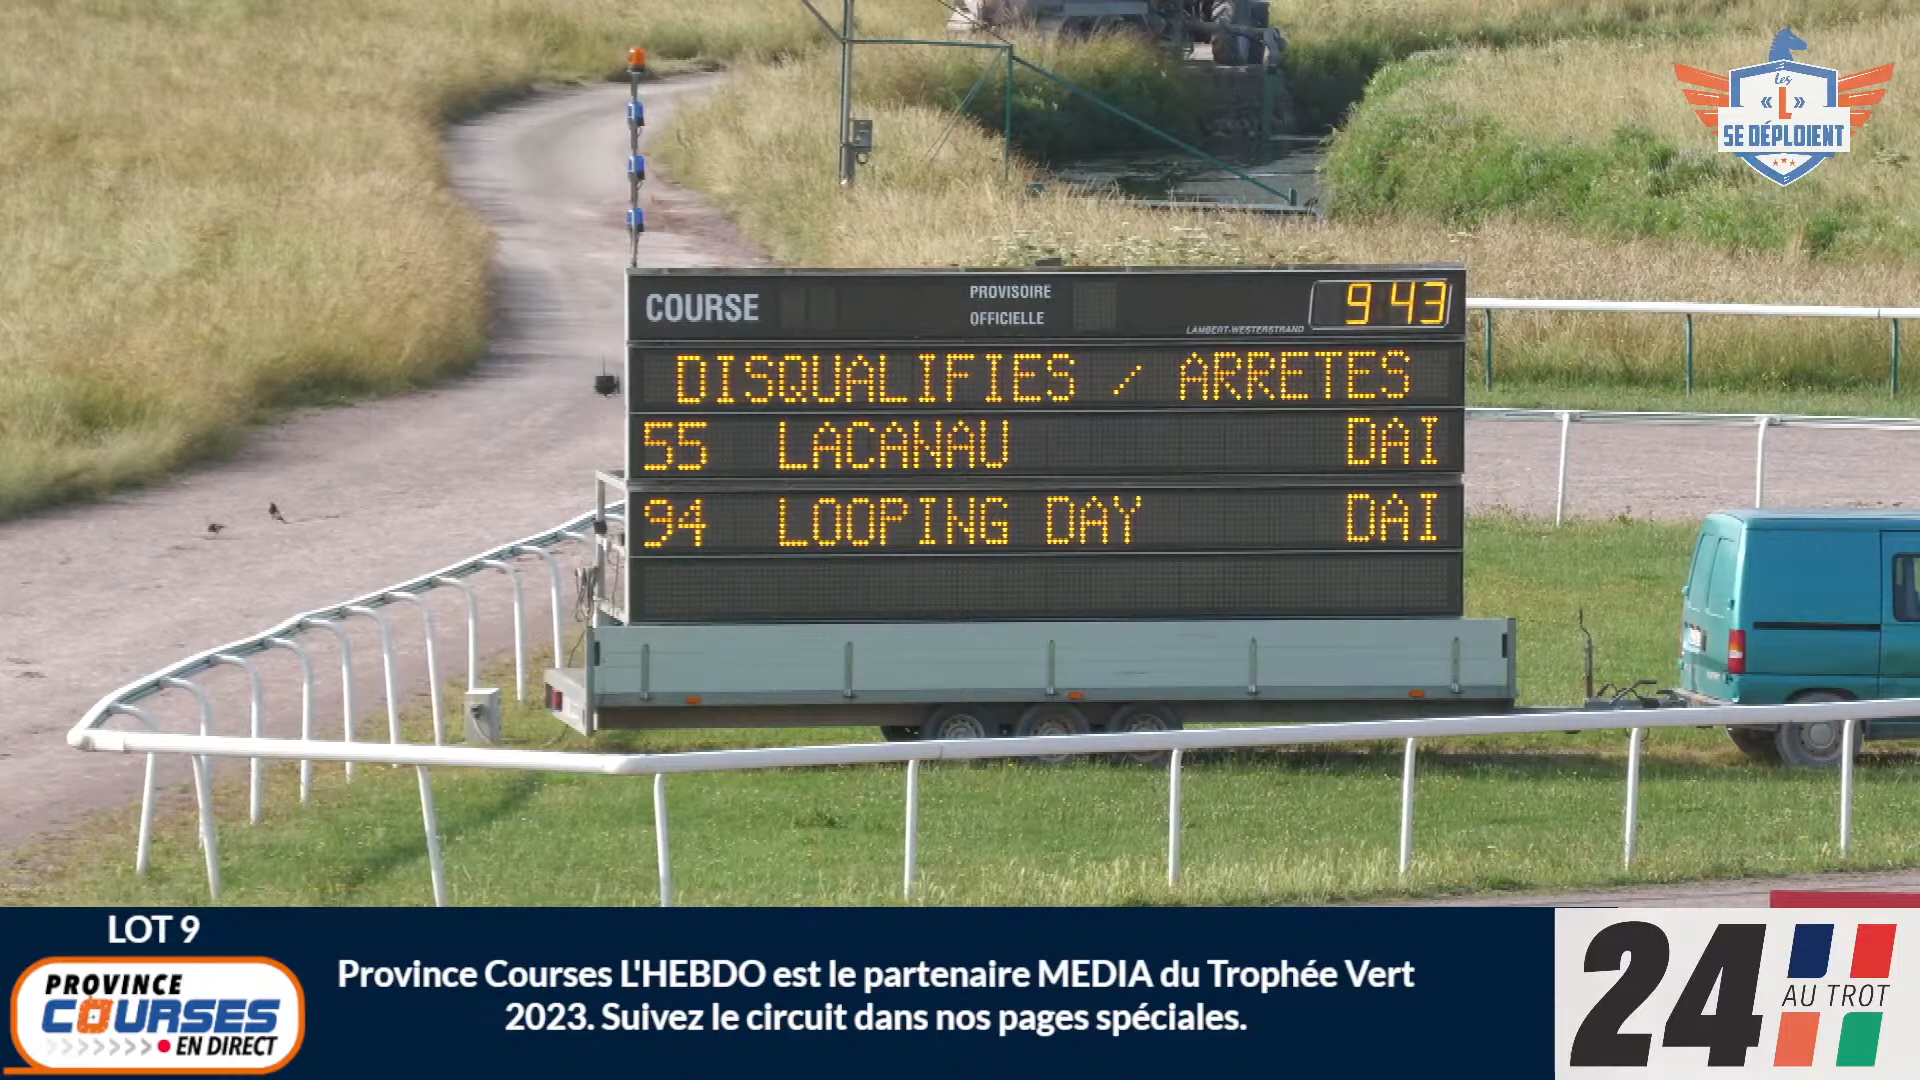 Les
« L »
SE DÉPLOIENT
COURSE
PROVISOIRE
OFFICIELLE
LAMBERT-WESTERSTRAND
9 43
DISQUALIFIES / ARRETES
55 LACANAU DAI
94 LOOPING DAY DAI
LOT 9
PROVINCE
COURSES
EN DIRECT
Province Courses L'HEBDO est le partenaire MEDIA du Trophée Vert
2023. Suivez le circuit dans nos pages spéciales.
24
AU TROT